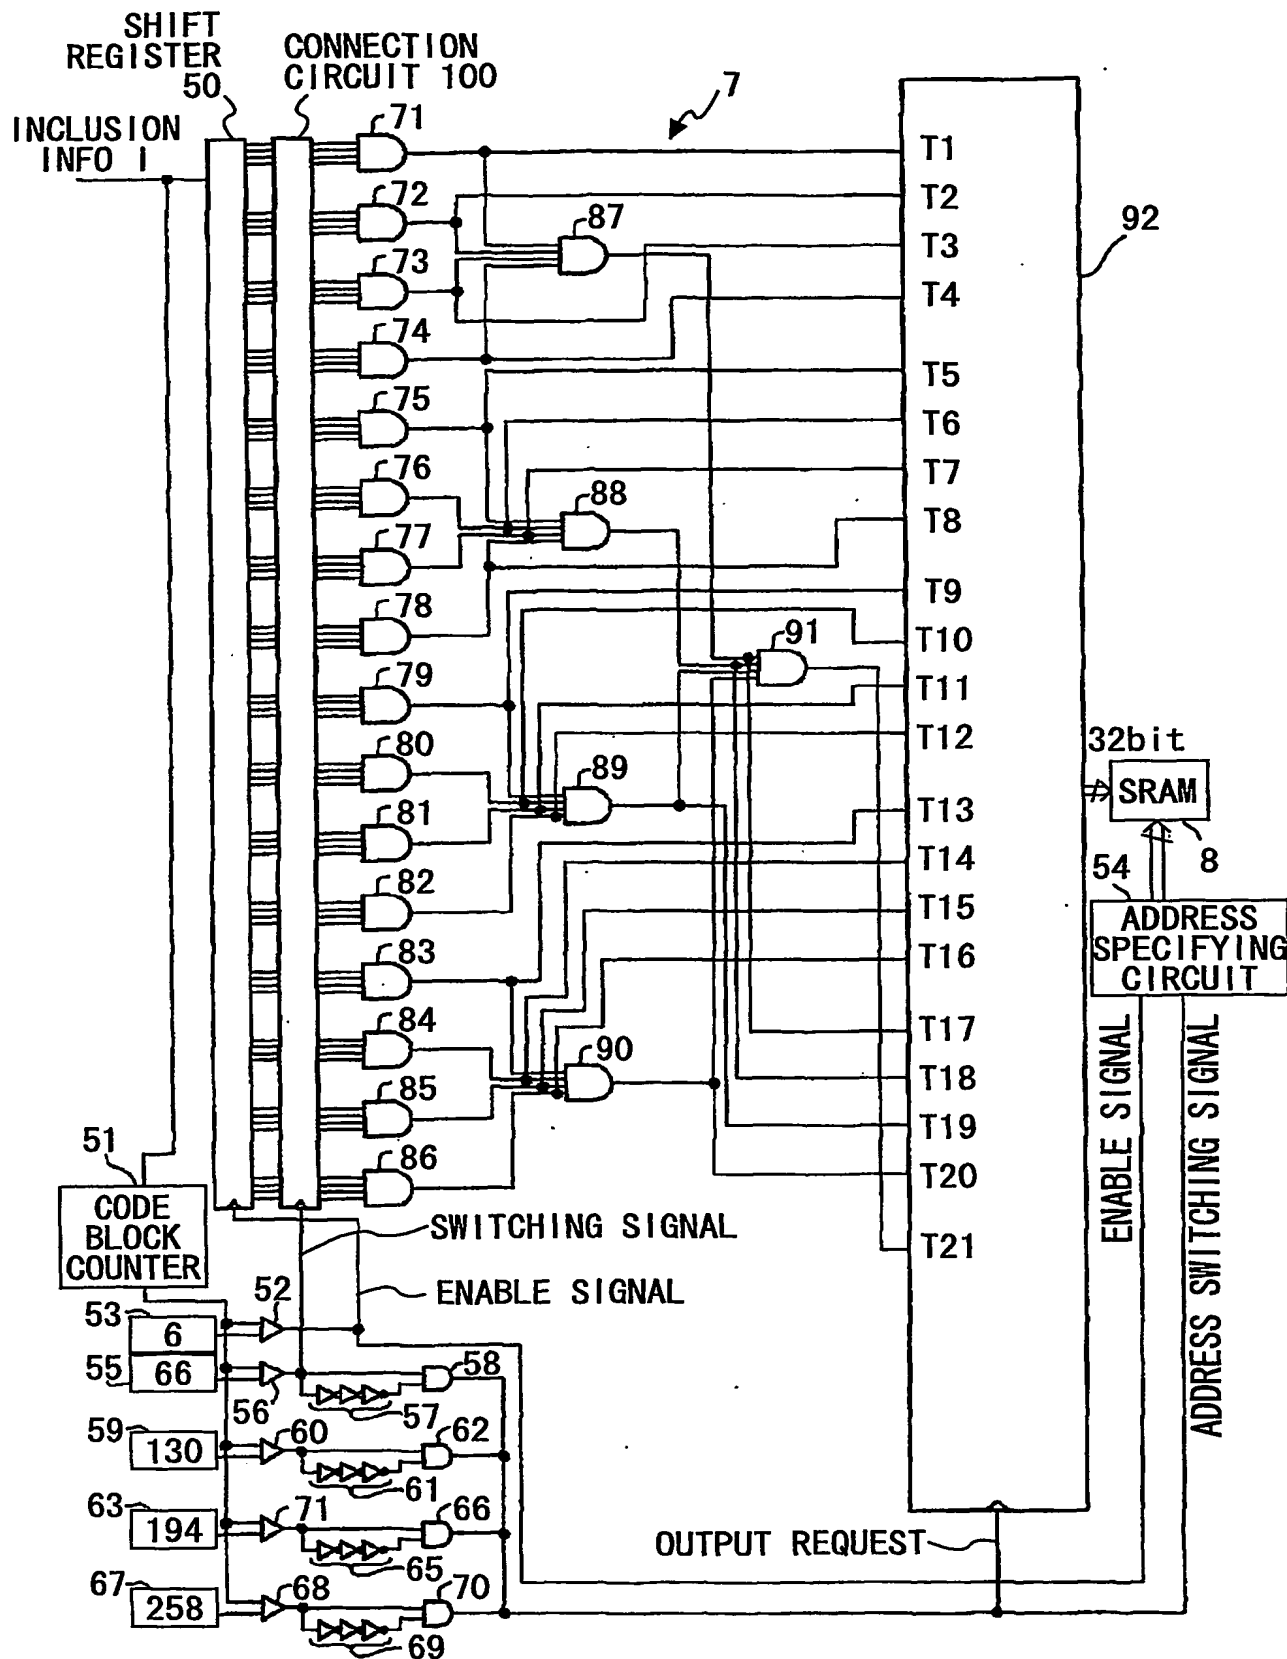 SHIFT
REGISTER
50
CONNECTION
CIRCUIT 100
INCLUSION
INFO I
7
71
72
73
74
75
76
77
78
79
80
81
82
83
84
85
86
87
88
89
90
91
92
T1
T2
T3
T4
T5
T6
T7
T8
T9
T10
T11
T12
T13
T14
T15
T16
T17
T18
T19
T20
T21
32bit
SRAM
8
54
ADDRESS
SPECIFYING
CIRCUIT
ENABLE SIGNAL
ADDRESS SWITCHING SIGNAL
51
CODE
BLOCK
COUNTER
SWITCHING SIGNAL
ENABLE SIGNAL
53
6
52
55
66
56
57
58
59
130
60
61
62
63
194
71
65
66
67
258
68
69
70
OUTPUT REQUEST